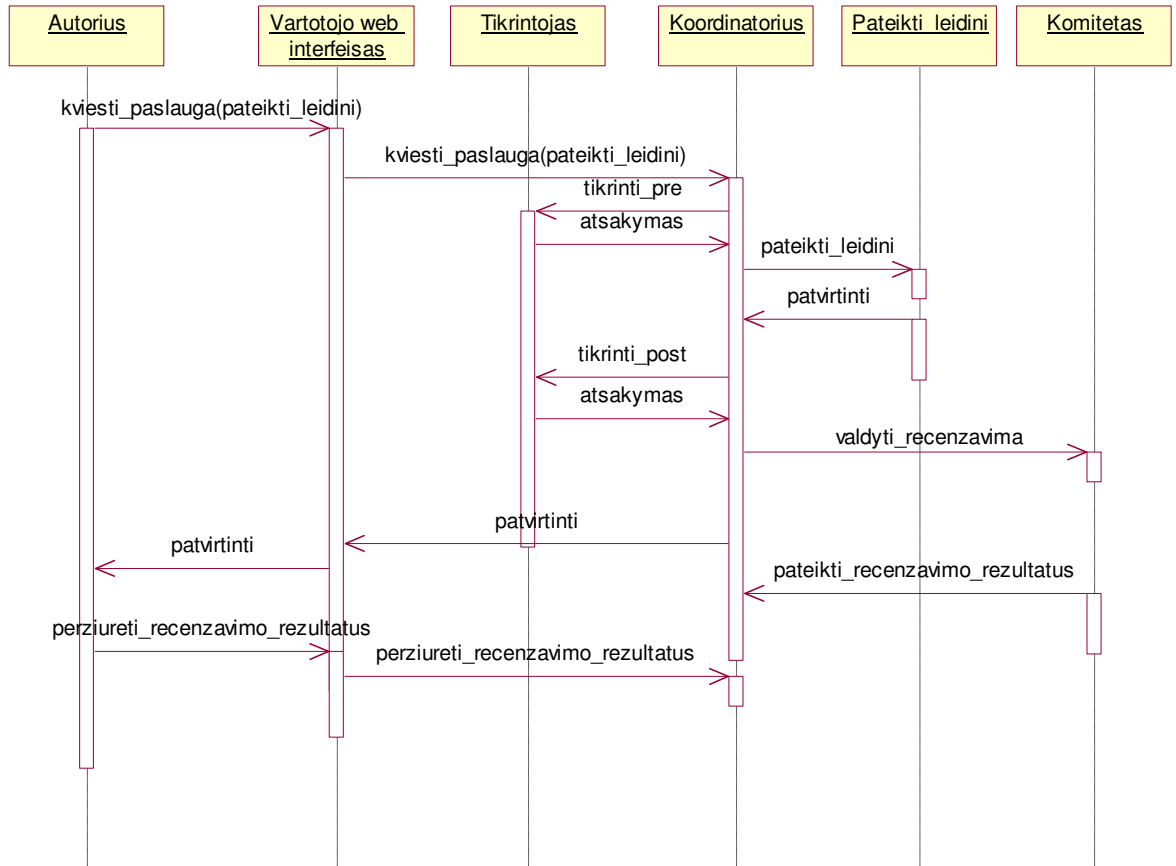 Autorius
Vartotojo web
interfeisas
Tikrintojas
Koordinatorius
Pateikti_leidini
Komitetas
kviesti_paslauga(pateikti_leidini)
kviesti_paslauga(pateikti_leidini)
tikrinti_pre
atsakymas
pateikti_leidini
patvirtinti
tikrinti_post
atsakymas
valdyti_recenzavima
patvirtinti
patvirtinti
pateikti_recenzavimo_rezultatus
perziureti_recenzavimo_rezultatus
perziureti_recenzavimo_rezultatus